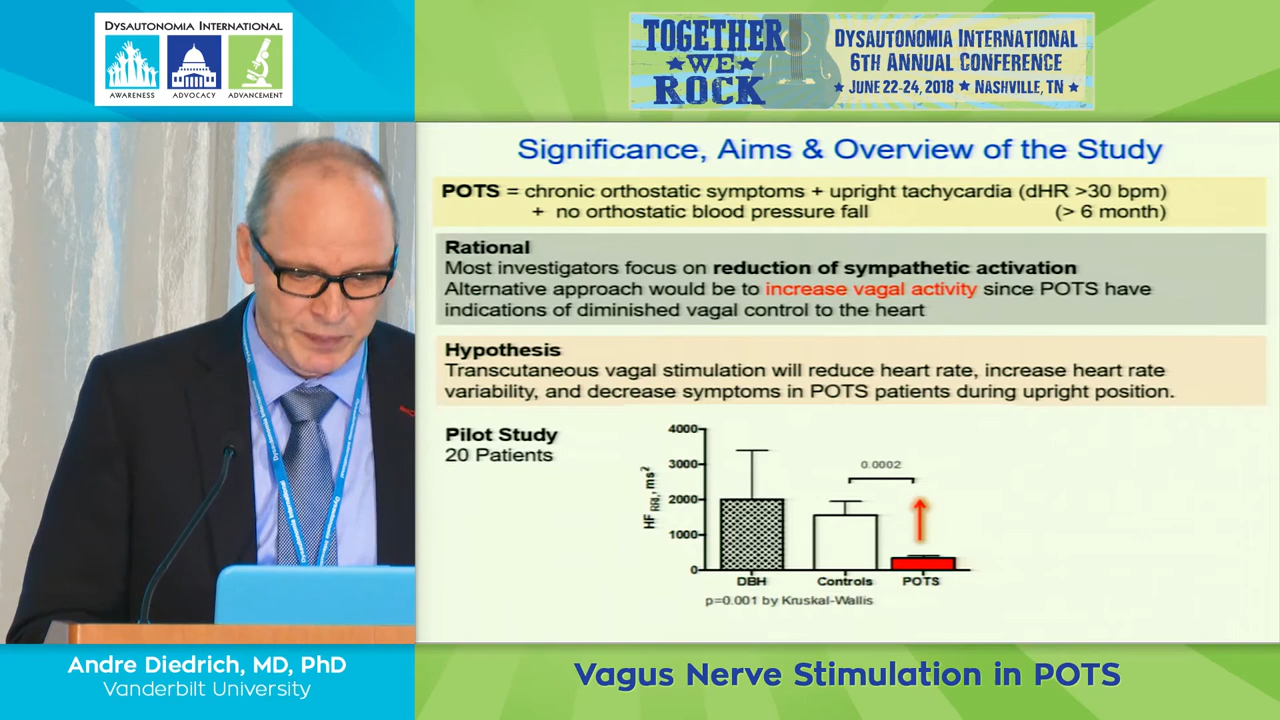 DYSAUTONOMIA INTERNATIONAL
AWARENESS
ADVOCACY
ADVANCEMENT
TOGETHER
WE
ROCK
DYSAUTONOMIA INTERNATIONAL
6TH ANNUAL CONFERENCE
JUNE 22-24, 2018 ★ NASHVILLE, TN ★
Significance, Aims & Overview of the Study
POTS = chronic orthostatic symptoms + upright tachycardia (dHR >30 bpm)
+ no orthostatic blood pressure fall (> 6 month)
Rational
Most investigators focus on reduction of sympathetic activation
Alternative approach would be to increase vagal activity since POTS have
indications of diminished vagal control to the heart
Hypothesis
Transcutaneous vagal stimulation will reduce heart rate, increase heart rate
variability, and decrease symptoms in POTS patients during upright position.
Pilot Study
20 Patients
HF RRI, ms²
4000
3000
2000
1000
0
0.0002
DBH
Controls
POTS
p=0.001 by Kruskal-Wallis
Andre Diedrich, MD, PhD
Vanderbilt University
Vagus Nerve Stimulation in POTS